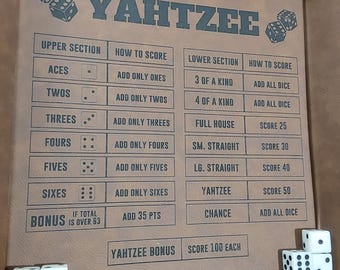 YAHTZEE
UPPER SECTION HOW TO SCORE
ACES ADD ONLY ONES
TWOS ADD ONLY TWOS
THREES ADD ONLY THREES
FOURS ADD ONLY FOURS
FIVES ADD ONLY FIVES
SIXES ADD ONLY SIXES
BONUS IF TOTAL IS OVER 63 ADD 35 PTS
LOWER SECTION HOW TO SCORE
3 OF A KIND ADD ALL DICE
4 OF A KIND ADD ALL DICE
FULL HOUSE SCORE 25
SM. STRAIGHT SCORE 30
LG. STRAIGHT SCORE 40
YAHTZEE SCORE 50
CHANCE ADD ALL DICE
YAHTZEE BONUS SCORE 100 EACH